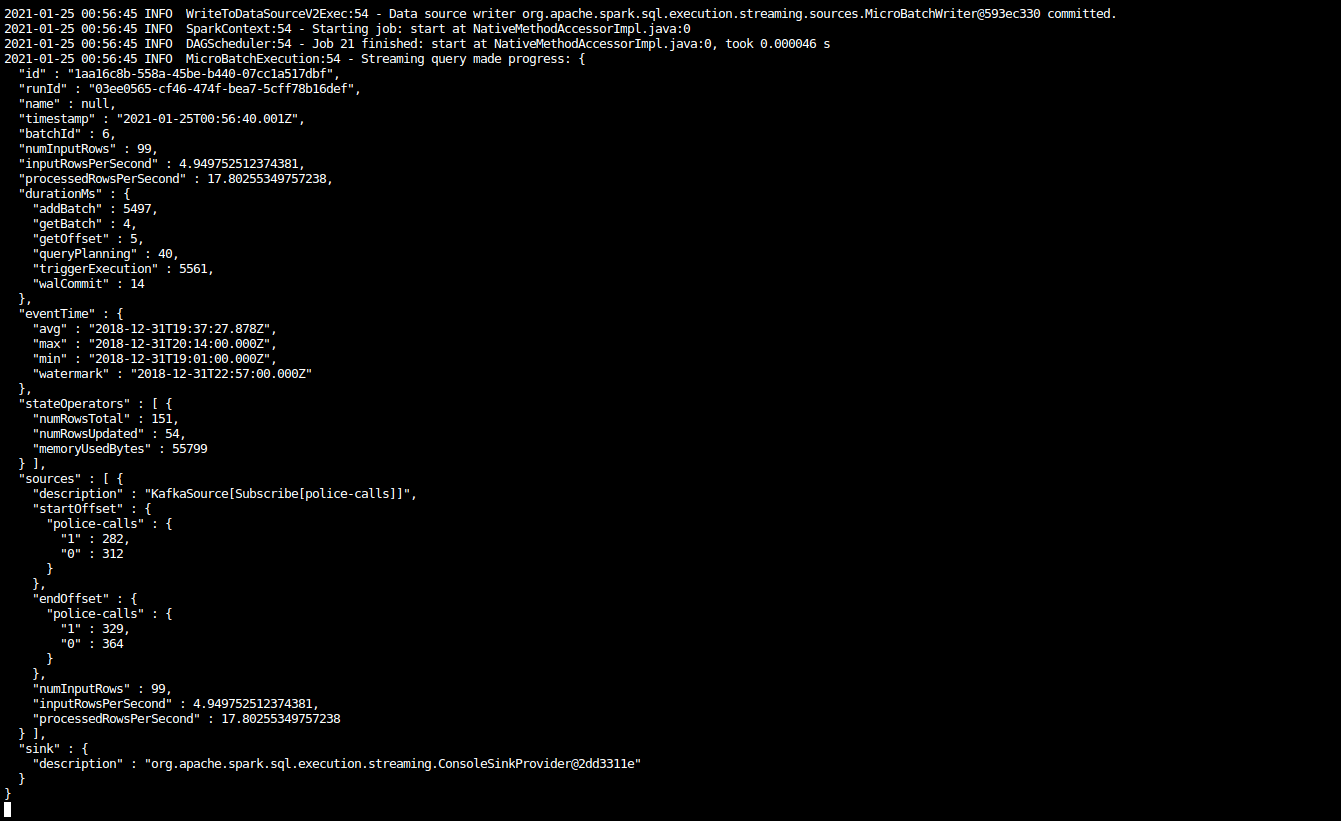 2021-01-25 00:56:45 INFO  WriteToDataSourceV2Exec:54 - Data source writer org.apache.spark.sql.execution.streaming.sources.MicroBatchWriter@593ec330 committed.
2021-01-25 00:56:45 INFO  SparkContext:54 - Starting job: start at NativeMethodAccessorImpl.java:0
2021-01-25 00:56:45 INFO  DAGScheduler:54 - Job 21 finished: start at NativeMethodAccessorImpl.java:0, took 0.000046 s
2021-01-25 00:56:45 INFO  MicroBatchExecution:54 - Streaming query made progress: {
  "id" : "1aa16c8b-558a-45be-b440-07cc1a517dbf",
  "runId" : "03ee0565-cf46-474f-bea7-5cff78b16def",
  "name" : null,
  "timestamp" : "2021-01-25T00:56:40.001Z",
  "batchId" : 6,
  "numInputRows" : 99,
  "inputRowsPerSecond" : 4.949752512374381,
  "processedRowsPerSecond" : 17.80255349757238,
  "durationMs" : {
    "addBatch" : 5497,
    "getBatch" : 4,
    "getOffset" : 5,
    "queryPlanning" : 40,
    "triggerExecution" : 5561,
    "walCommit" : 14
  },
  "eventTime" : {
    "avg" : "2018-12-31T19:37:27.878Z",
    "max" : "2018-12-31T20:14:00.000Z",
    "min" : "2018-12-31T19:01:00.000Z",
    "watermark" : "2018-12-31T22:57:00.000Z"
  },
  "stateOperators" : [ {
    "numRowsTotal" : 151,
    "numRowsUpdated" : 54,
    "memoryUsedBytes" : 55799
  } ],
  "sources" : [ {
    "description" : "KafkaSource[Subscribe[police-calls]]",
    "startOffset" : {
      "police-calls" : {
        "1" : 282,
        "0" : 312
      }
    },
    "endOffset" : {
      "police-calls" : {
        "1" : 329,
        "0" : 364
      }
    },
    "numInputRows" : 99,
    "inputRowsPerSecond" : 4.949752512374381,
    "processedRowsPerSecond" : 17.80255349757238
  } ],
  "sink" : {
    "description" : "org.apache.spark.sql.execution.streaming.ConsoleSinkProvider@2dd3311e"
  }
}